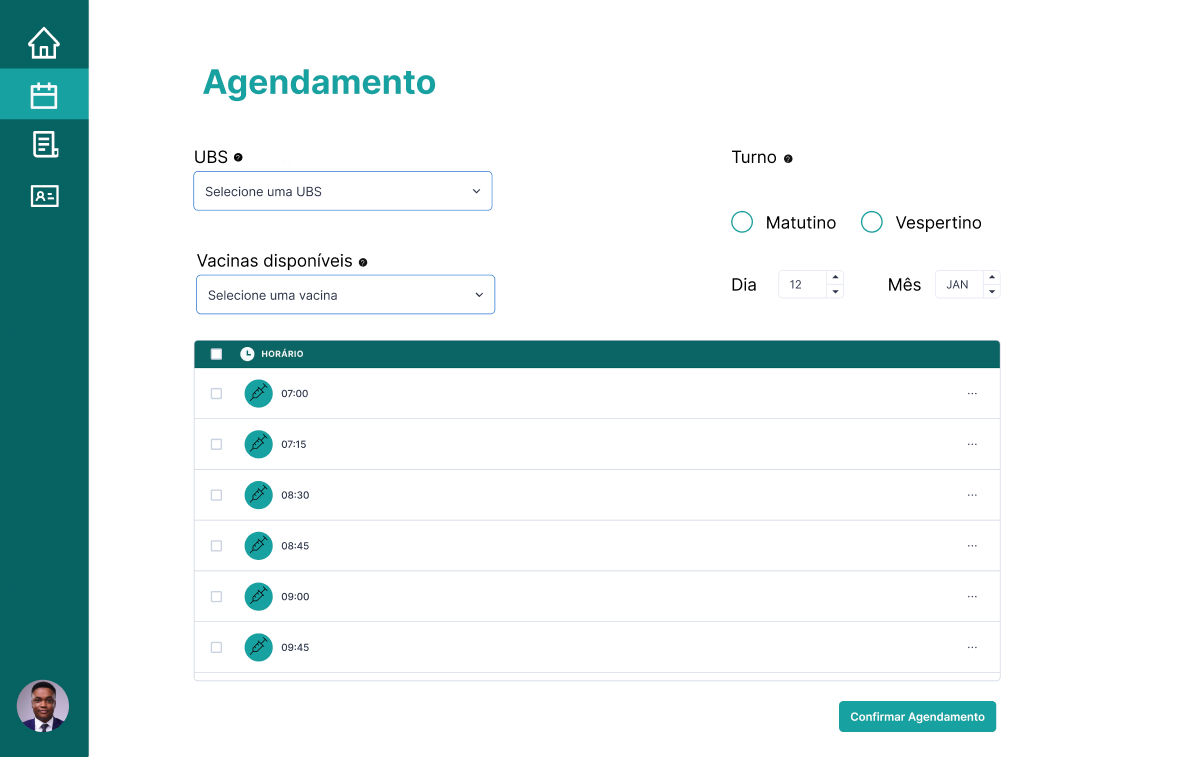 Agendamento
UBS
Selecione uma UBS
Turno
Matutino
Vespertino
Vacinas disponíveis
Selecione uma vacina
Dia
12
Mês
JAN
HORÁRIO
07:00
...
07:15
...
08:30
...
08:45
...
09:00
...
09:45
...
Confirmar Agendamento